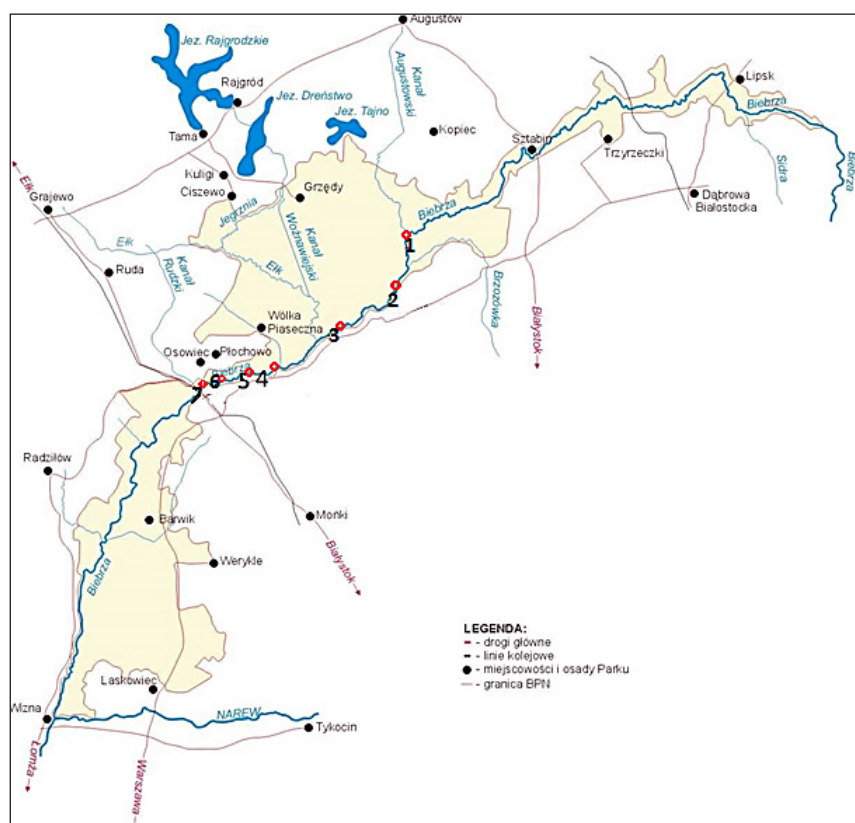 Augustów
Jez. Rajgrodzkie
Rajgród
Jez. Dreństwo
Kanał
Augustowski
Jez. Tajno
Lipsk
Tama
Kopiec
Sztabin
Biebrza
Trzyrzeczki
Biebrza
Sidra
Ełk
Kuligi
Ciszewo
Grzędy
Grajewo
Jegrznia
Kanał
Woźnawiejski
Biebrza
Dąbrowa
Białostocka
1
Ełk
Kanał
Rudzki
Ełk
Ruda
2
Brzozówka
Białystok
Wólka
Piaseczna
3
Osowiec
Płochowo
Biebrza
7
6
5
4
Radziłów
Barwik
Mońki
Werykle
Białystok
Biebrza
LEGENDA:
- drogi główne
- linie kolejowe
- miejscowości i osady Parku
- granica BPN
Laskowiec
Wizna
NAREW
Tykocin
Łomża
Warszawa